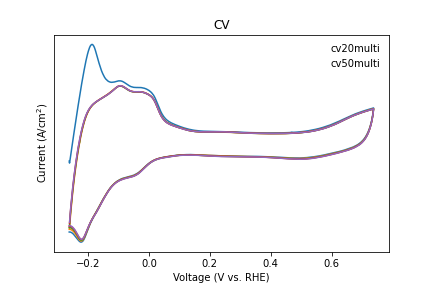 CV
cv20multi
cv50multi
Current (A/cm²)
−0.2 0.0 0.2 0.4 0.6
Voltage (V vs. RHE)